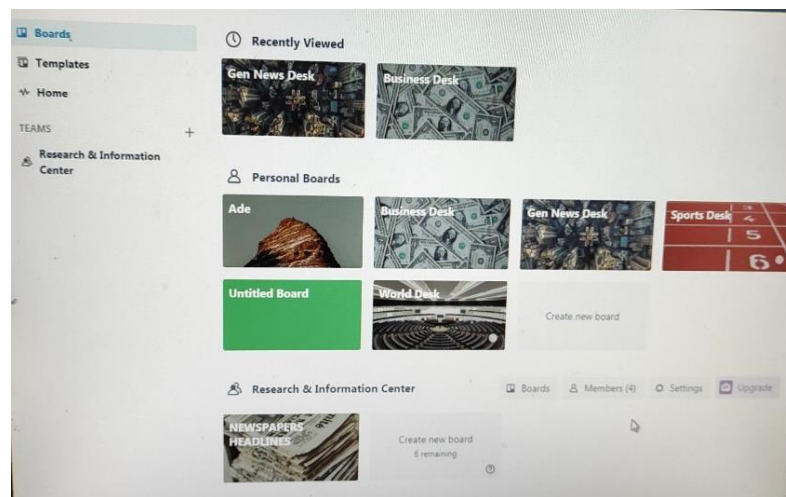 Boards
Templates
Home
TEAMS
+
Research & Information
Center
Recently Viewed
Gen News Desk
Business Desk
Personal Boards
Ade
Business Desk
Gen News Desk
Sports Desk
5
6
Untitled Board
World Desk
Create new board
Research & Information Center
Boards
Members (4)
Settings
Upgrade
NEWSPAPERS
HEADLINES
Create new board
6 remaining